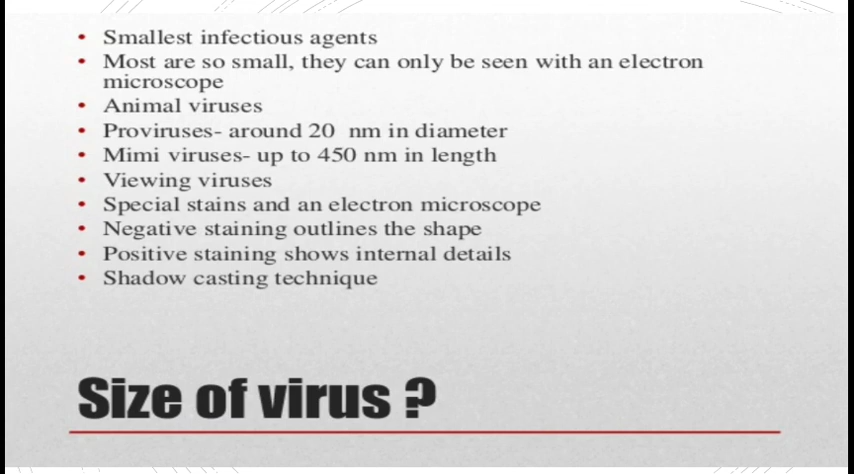 • Smallest infectious agents
• Most are so small, they can only be seen with an electron
microscope
• Animal viruses
• Proviruses- around 20 nm in diameter
• Mimi viruses- up to 450 nm in length
• Viewing viruses
• Special stains and an electron microscope
• Negative staining outlines the shape
• Positive staining shows internal details
• Shadow casting technique
Size of virus ?